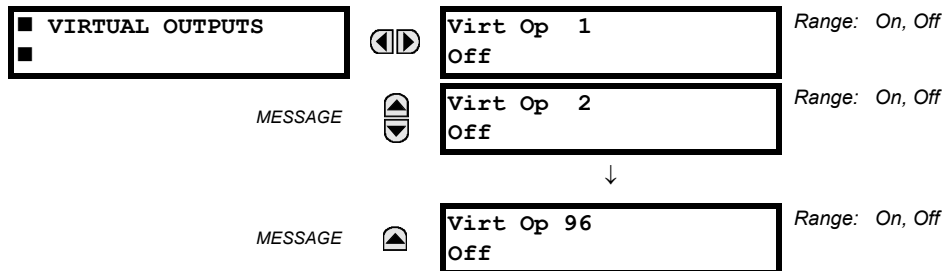 ■ VIRTUAL OUTPUTS
■
Virt Op 1
Off
Range: On, Off
MESSAGE
Virt Op 2
Off
Range: On, Off
↓
MESSAGE
Virt Op 96
Off
Range: On, Off